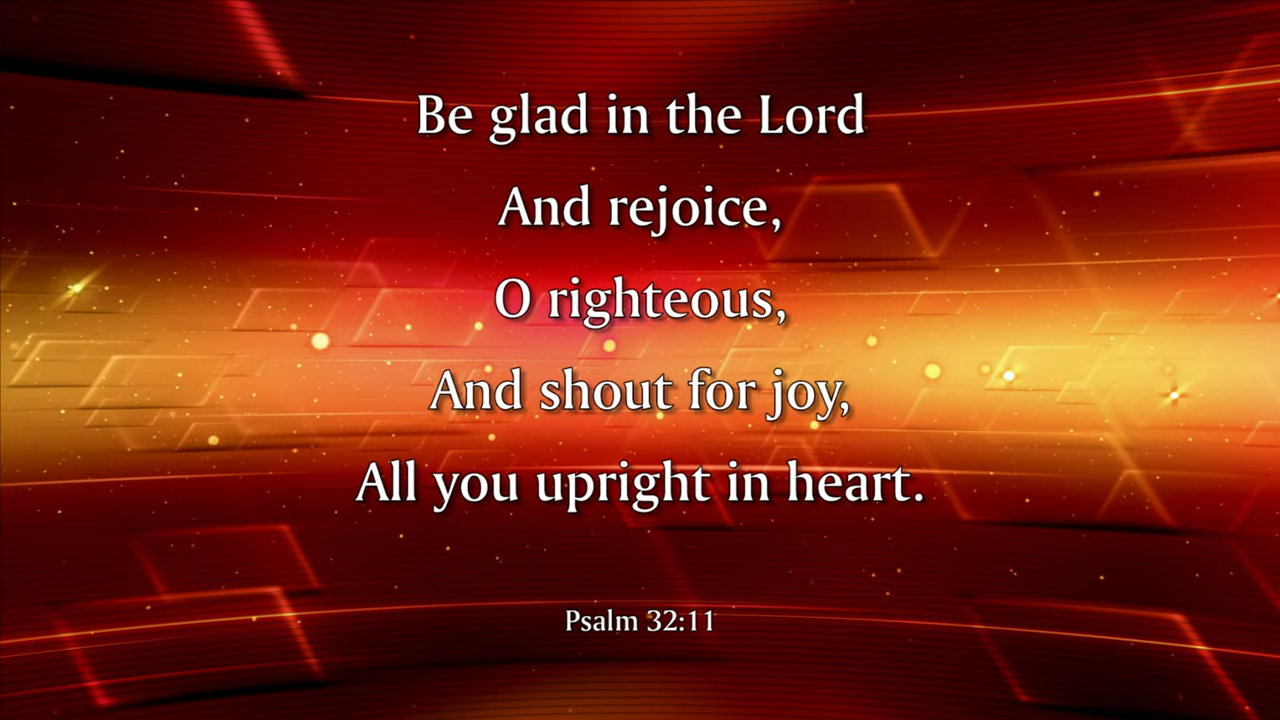 Be glad in the Lord
And rejoice,
O righteous,
And shout for joy,
All you upright in heart.
Psalm 32:11